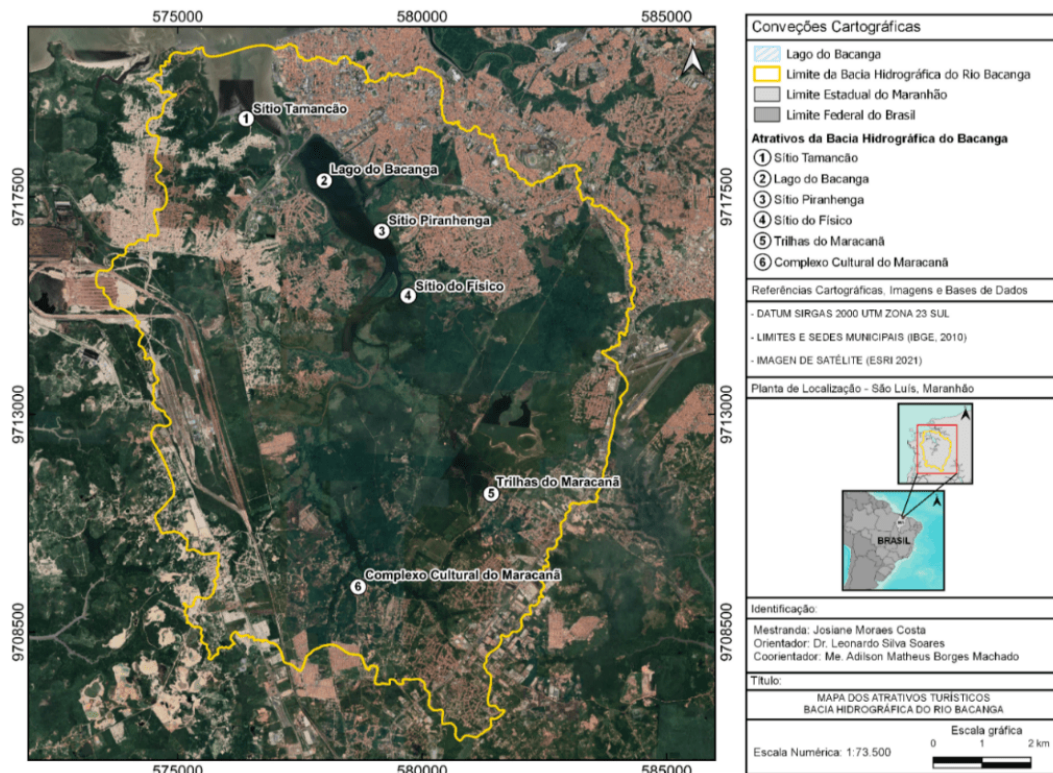 575000
580000
585000
9717500
9713000
9708500
9717500
9713000
9708500
575000
580000
585000
1 Sítio Tamancão
2 Lago do Bacanga
3 Sítio Piranhenga
4 Sítio do Físico
5 Trilhas do Maracanã
6 Complexo Cultural do Maracanã
Conveções Cartográficas
Lago do Bacanga
Limite da Bacia Hidrográfica do Rio Bacanga
Limite Estadual do Maranhão
Limite Federal do Brasil
Atrativos da Bacia Hidrográfica do Bacanga
1 Sítio Tamancão
2 Lago do Bacanga
3 Sítio Piranhenga
4 Sítio do Físico
5 Trilhas do Maracanã
6 Complexo Cultural do Maracanã
Referências Cartográficas, Imagens e Bases de Dados
- DATUM SIRGAS 2000 UTM ZONA 23 SUL
- LIMITES E SEDES MUNICIPAIS (IBGE, 2010)
- IMAGEN DE SATÉLITE (ESRI 2021)
Planta de Localização - São Luís, Maranhão
BRASIL
Identificação:
Mestranda: Josiane Moraes Costa
Orientador: Dr. Leonardo Silva Soares
Coorientador: Me. Adilson Matheus Borges Machado
Título:
MAPA DOS ATRATIVOS TURÍSTICOS
BACIA HIDROGRÁFICA DO RIO BACANGA
Escala gráfica
Escala Numérica: 1:73.500
0 1 2 km